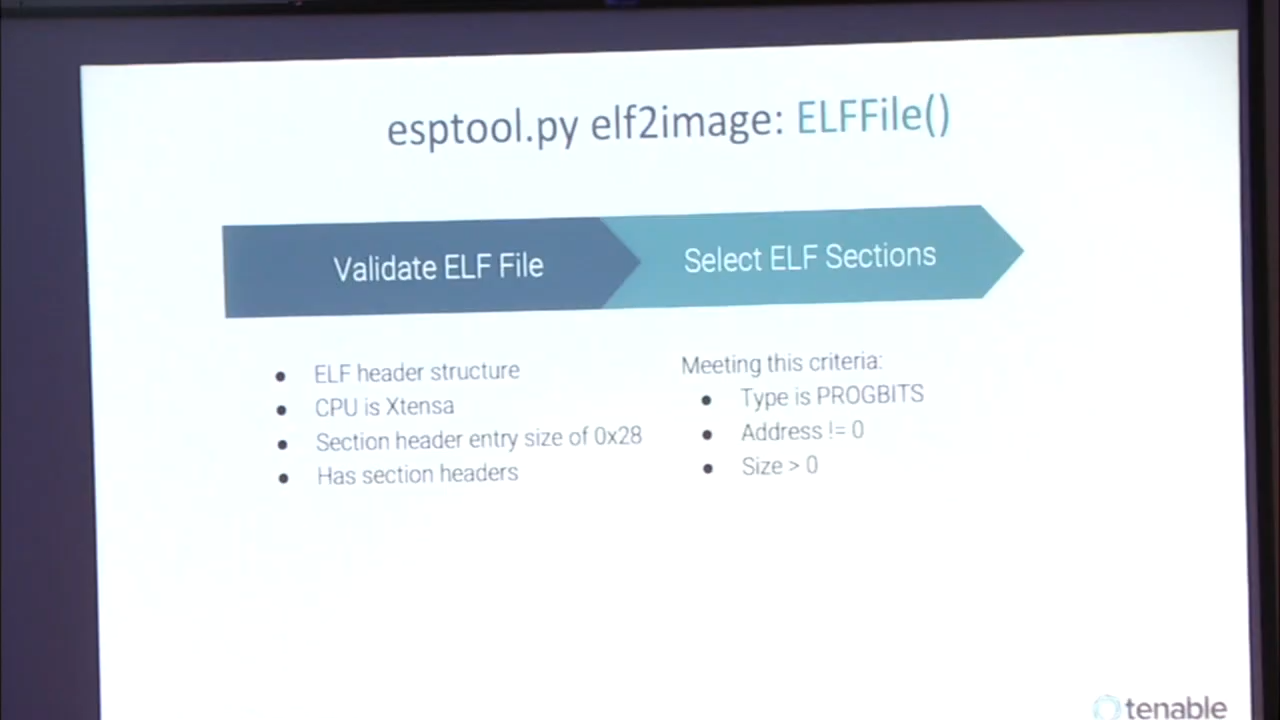 esptool.py elf2image: ELFFile()
Validate ELF File
Select ELF Sections
● ELF header structure
● CPU is Xtensa
● Section header entry size of 0x28
● Has section headers
Meeting this criteria:
● Type is PROGBITS
● Address != 0
● Size > 0
tenable